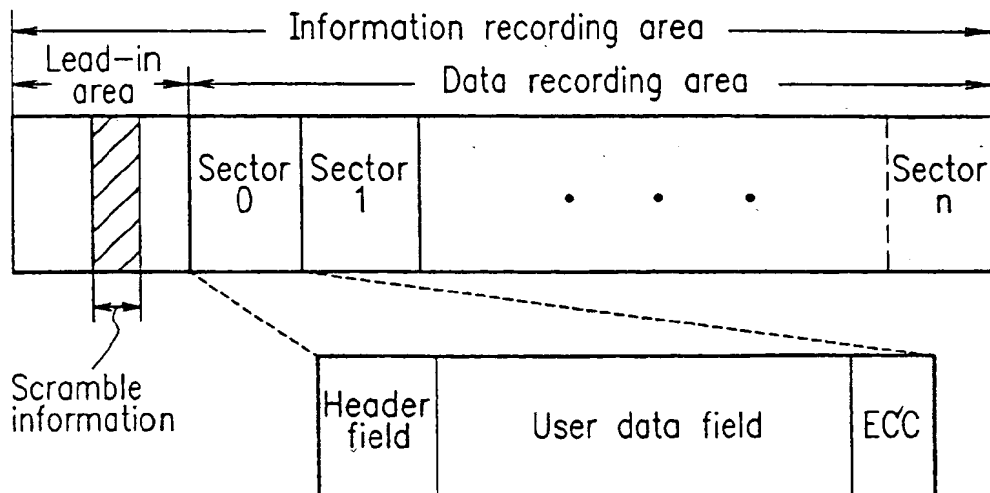 Information recording area
Lead-in
area
Data recording area
Sector
0
Sector
1
Sector
n
Scramble
information
Header
field
User data field
ECC